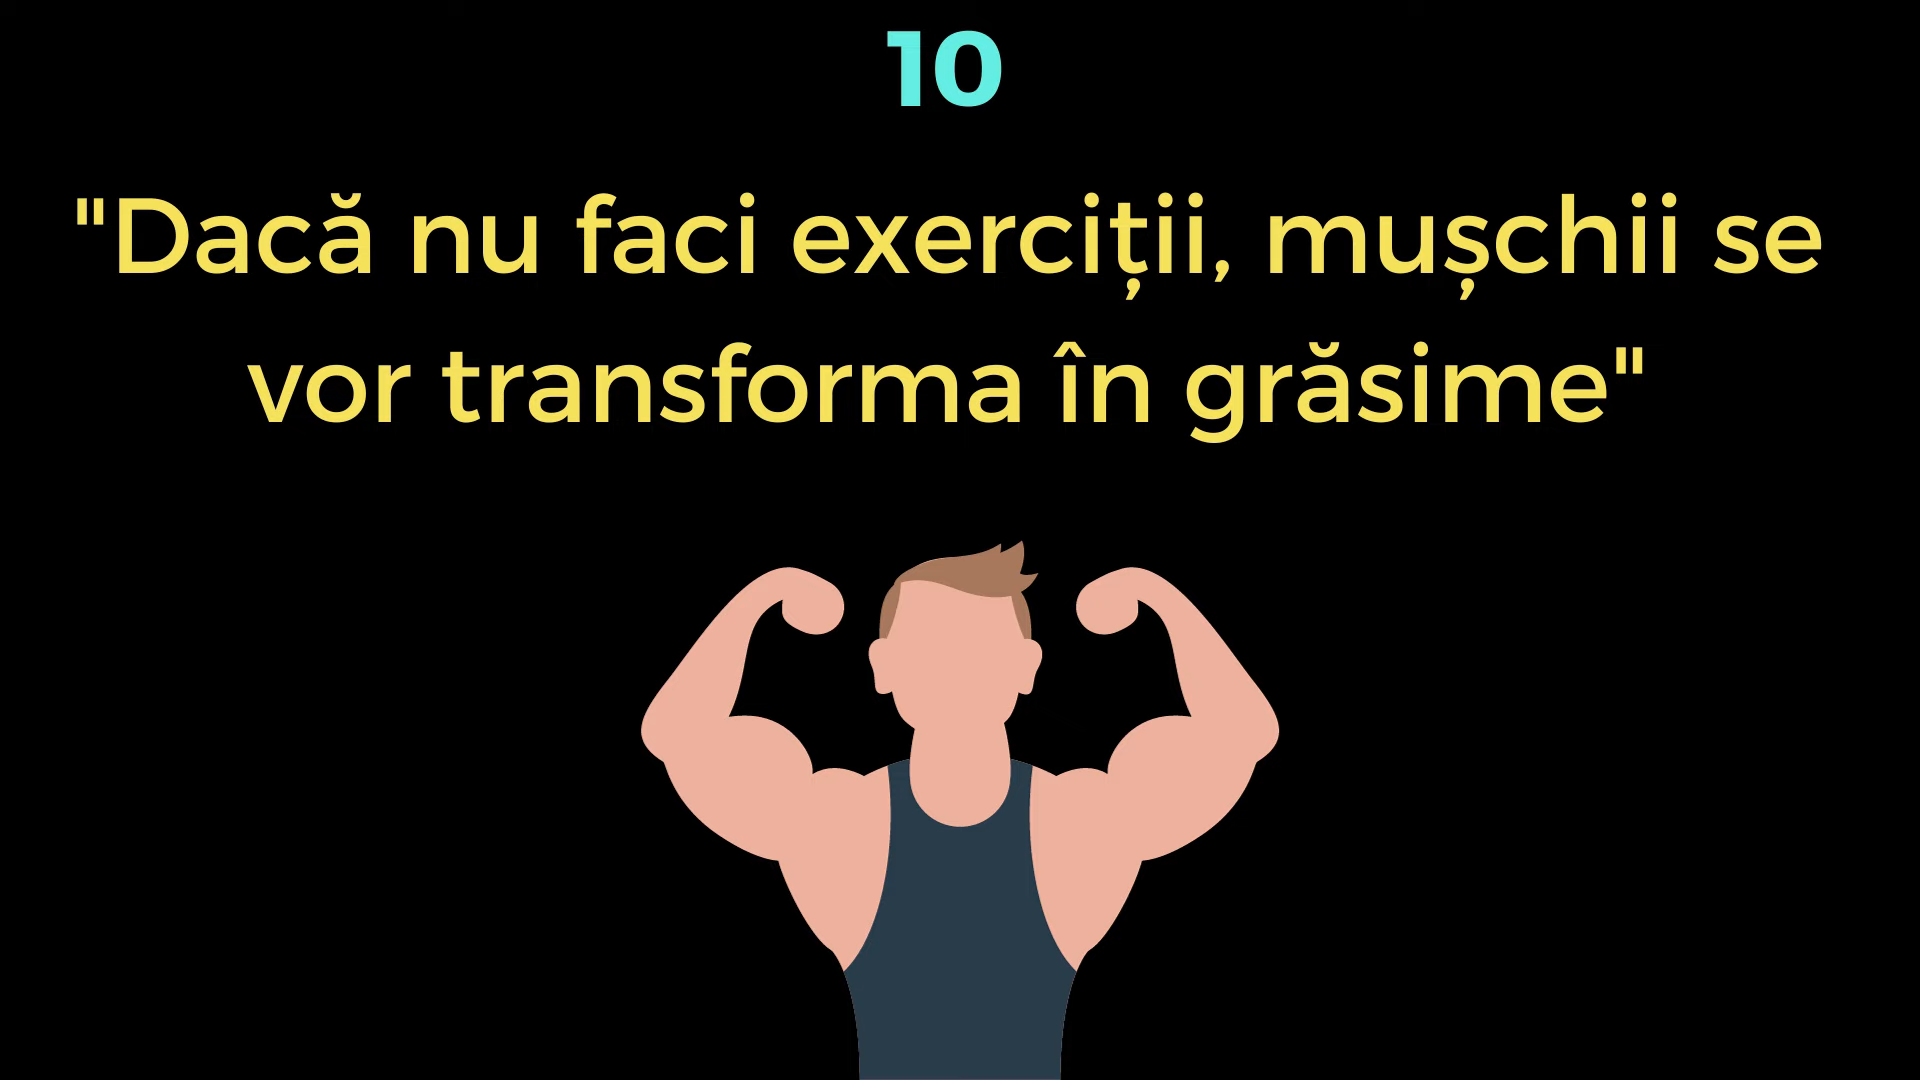 10
"Dacă nu faci exerciții, mușchii se
vor transforma în grăsime"